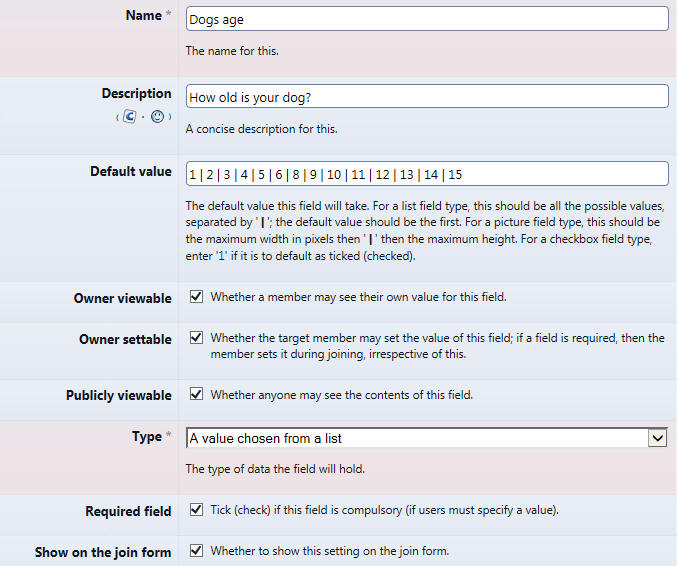 Name *
Dogs age
The name for this.
Description
How old is your dog?
( C · )
A concise description for this.
Default value
1 | 2 | 3 | 4 | 5 | 6 | 8 | 9 | 10 | 11 | 12 | 13 | 14 | 15
The default value this field will take. For a list field type, this should be all the possible values,
separated by ' | '; the default value should be the first. For a picture field type, this should be
the maximum width in pixels then ' | ' then the maximum height. For a checkbox field type,
enter '1' if it is to default as ticked (checked).
Owner viewable
Whether a member may see their own value for this field.
Owner settable
Whether the target member may set the value of this field; if a field is required, then the
member sets it during joining, irrespective of this.
Publicly viewable
Whether anyone may see the contents of this field.
Type *
A value chosen from a list
The type of data the field will hold.
Required field
Tick (check) if this field is compulsory (if users must specify a value).
Show on the join form
Whether to show this setting on the join form.